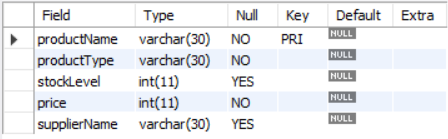 Field Type Null Key Default Extra
productName varchar(30) NO PRI NULL
productType varchar(30) NO NULL
stockLevel int(11) YES NULL
price int(11) NO NULL
supplierName varchar(30) YES NULL